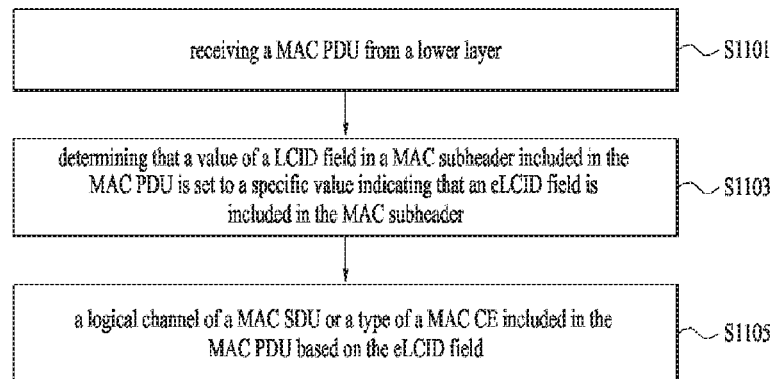 receiving a MAC PDU from a lower layer
S1101
determining that a value of a LCID field in a MAC subheader included in the
MAC PDU is set to a specific value indicating that an eLCID field is
included in the MAC subheader
S1103
a logical channel of a MAC SDU or a type of a MAC CE included in the
MAC PDU based on the eLCID field
S1105